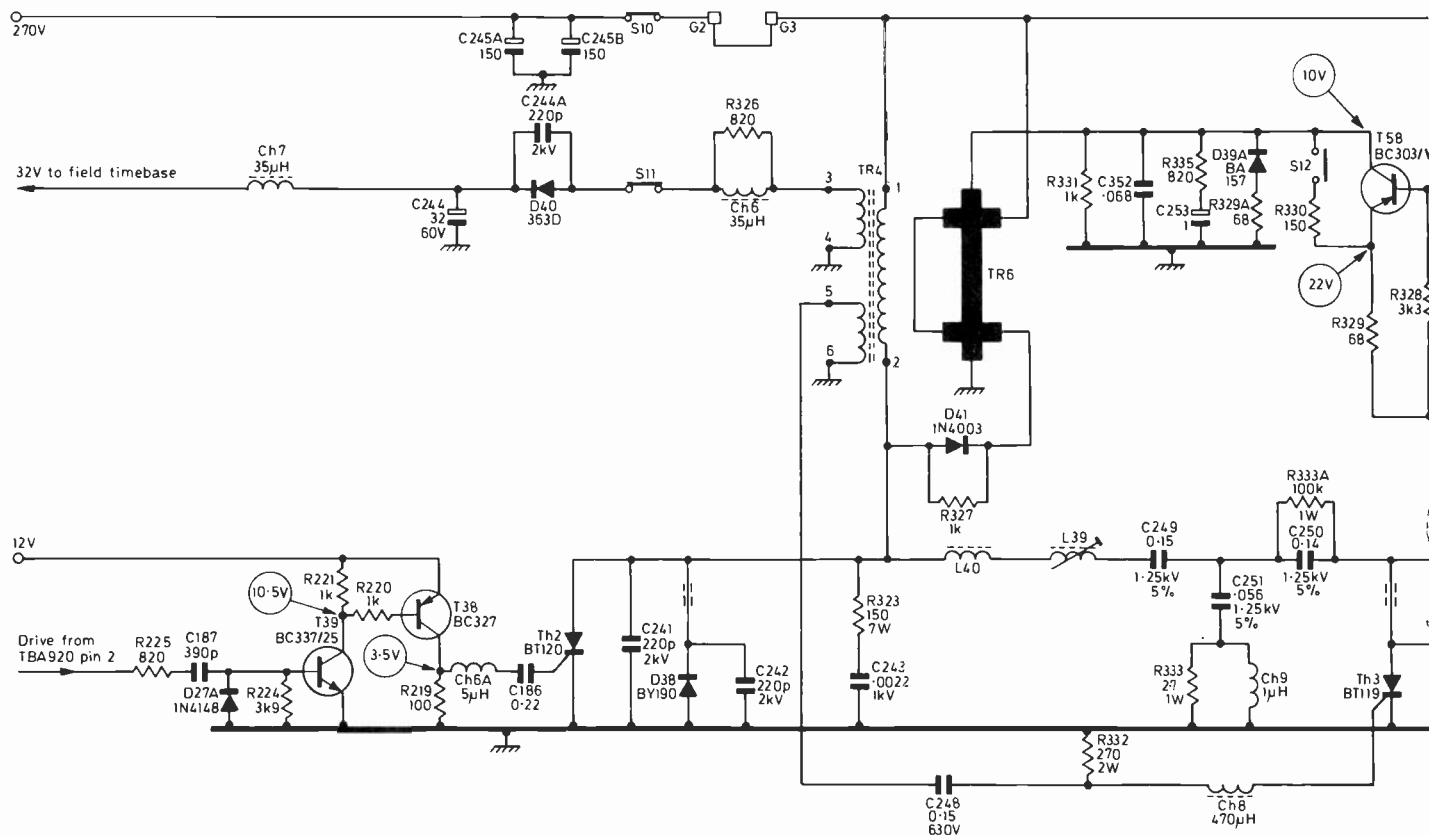 270V
C245A
150
C245B
150
S10
G2
G3
C244A
220p
2kV
R326
820
10V
T58
BC303/
Ch7
35µH
32V to field timebase
S11
C244
32
60V
D40
363D
Ch6
35µH
TR4
3
1
4
5
6
2
TR6
R331
1k
C352
·068
R335
820
C253
1
D39A
BA
157
R329A
68
S12
R330
150
22V
R329
68
R328
3k3
D41
1N4003
R327
1k
12V
R221
1k
10·5V
R220
1k
T39
BC337/25
T38
BC327
3·5V
Drive from
TBA920 pin 2
R225
820
C187
390p
D27A
1N4148
R224
3k9
R219
100
Ch6A
5µH
C186
0·22
Th2
BT120
C241
220p
2kV
D38
BY190
C242
220p
2kV
R323
150
7W
C243
·0022
1kV
L40
L39
C249
0·15
1·25kV
5%
R333A
100k
1W
C250
0·14
1·25kV
5%
C251
·056
1·25kV
5%
R333
27
1W
Ch9
1µH
Th3
BT119
R332
270
2W
C248
0·15
630V
Ch8
470µH